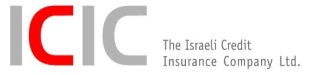 ICIC
The Israeli Credit
Insurance Company Ltd.